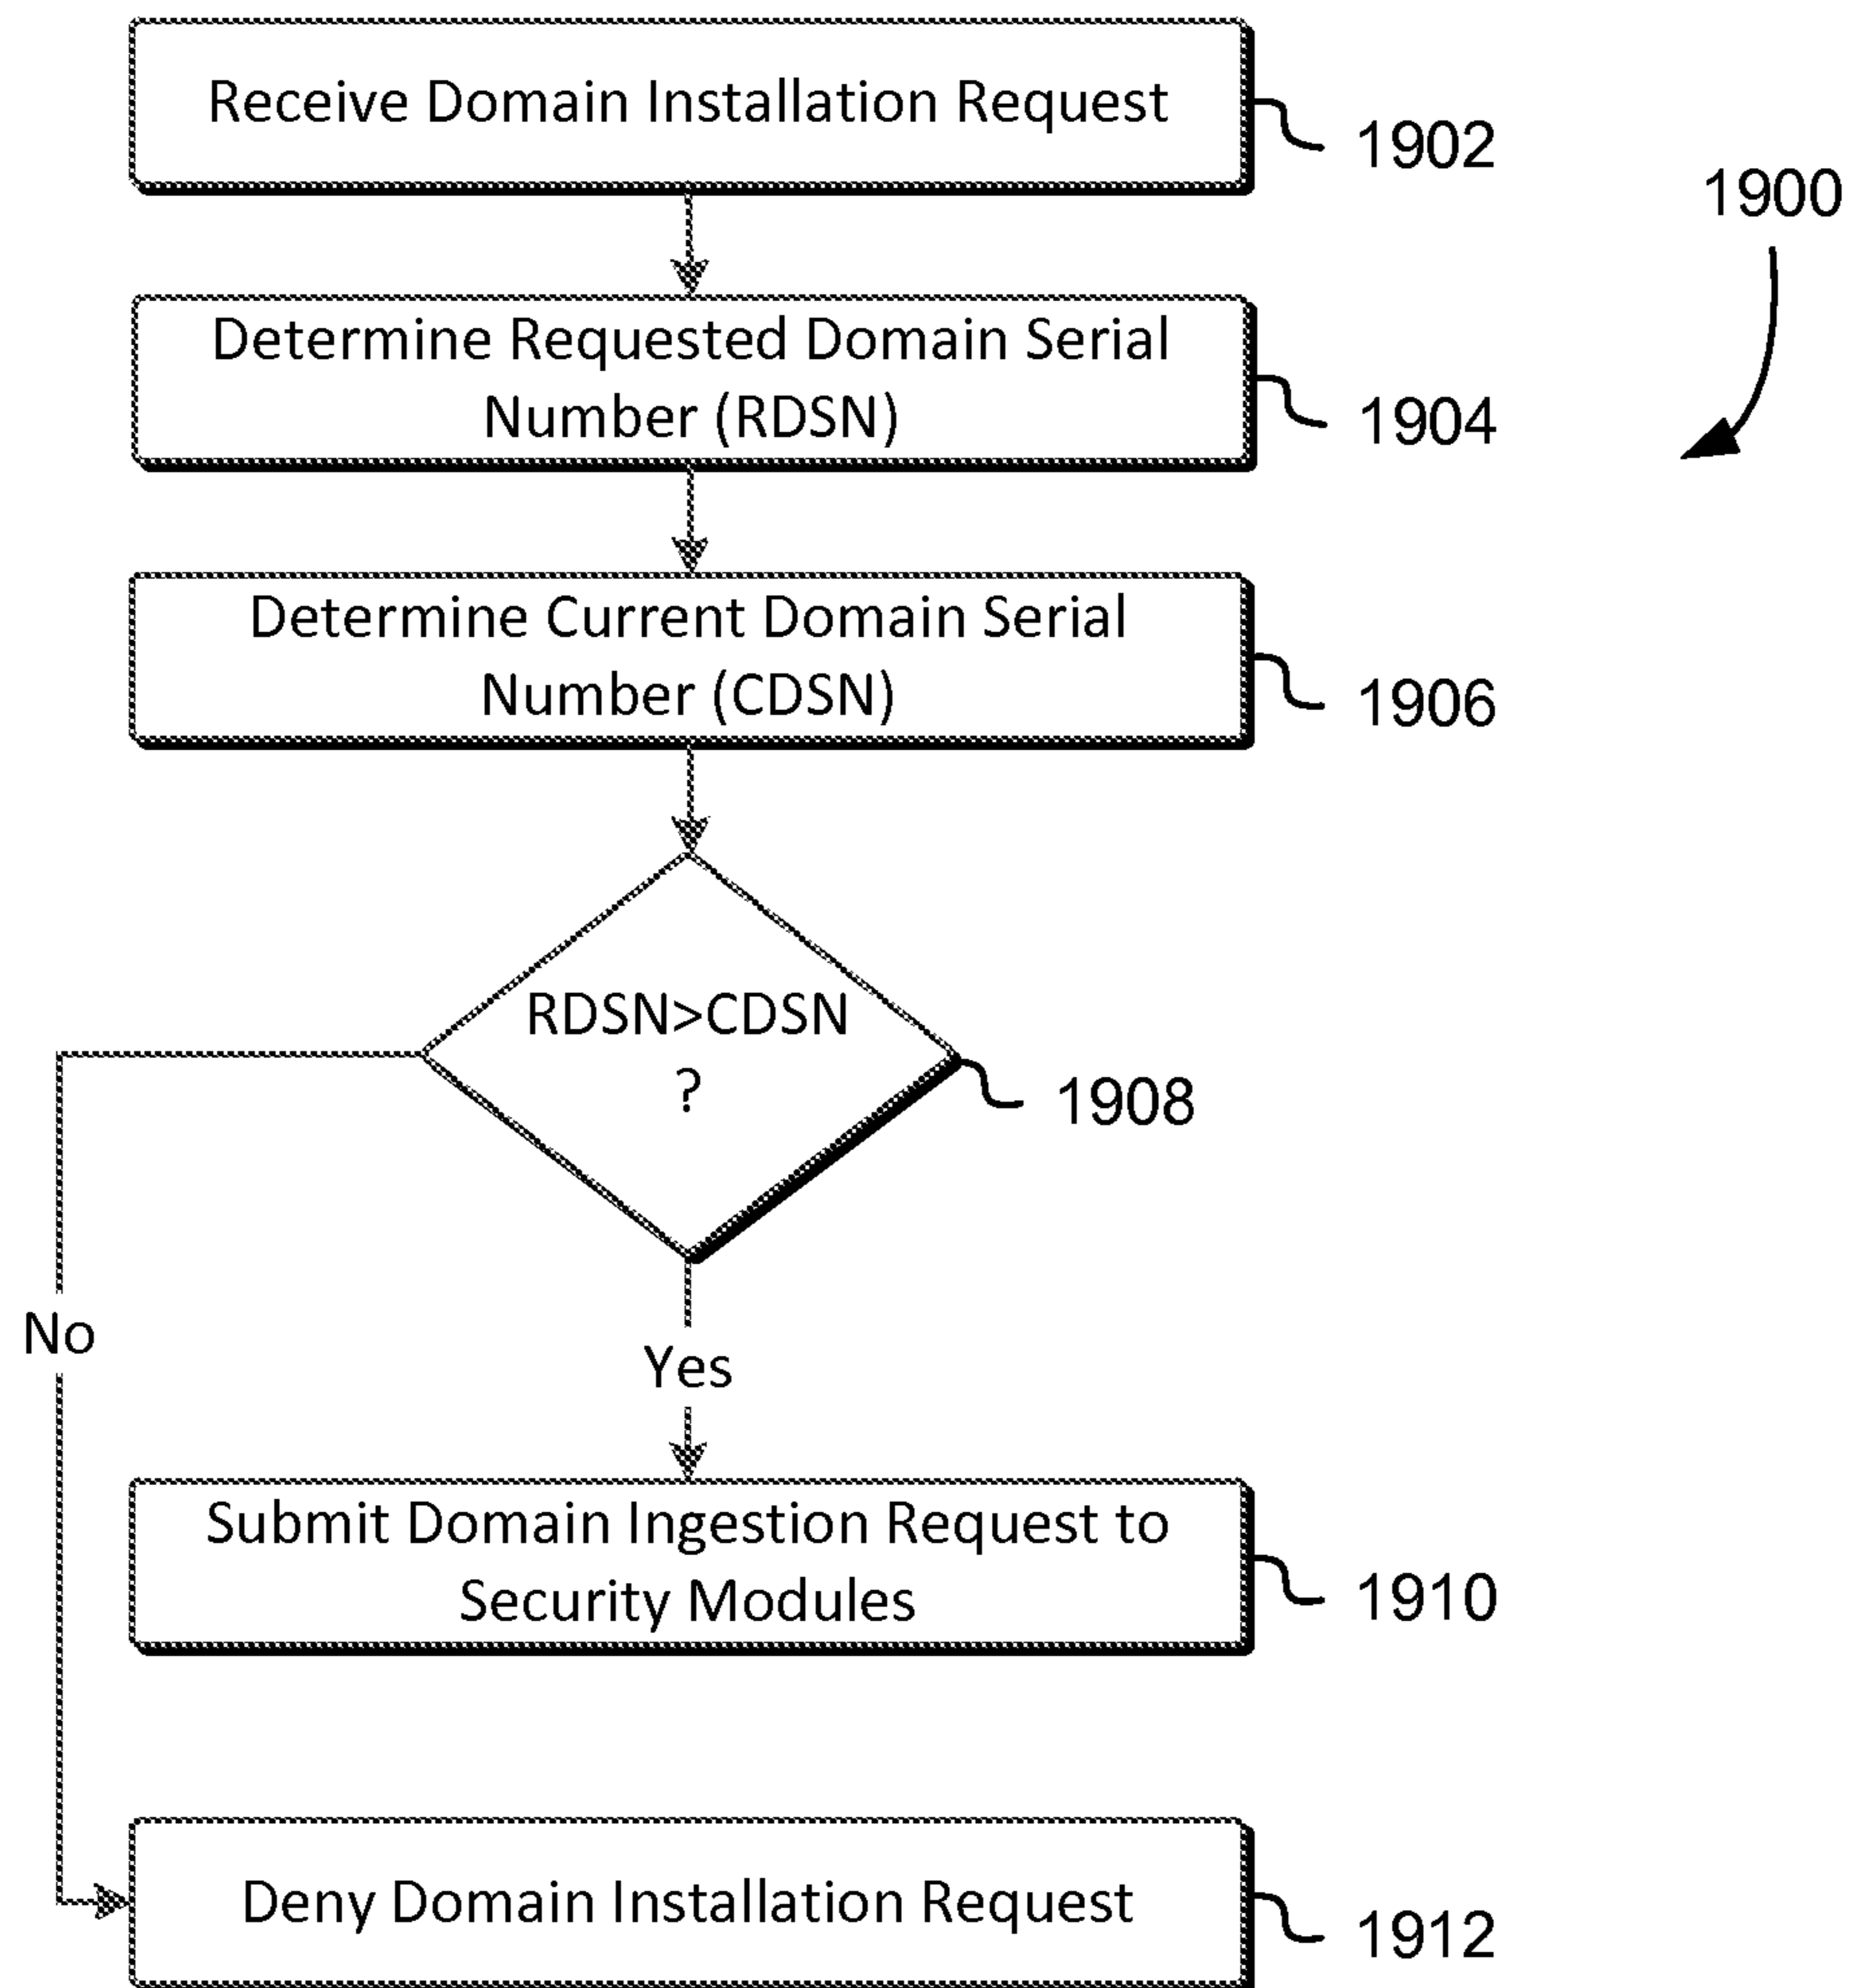 Receive Domain Installation Request
1902
1900
Determine Requested Domain Serial
Number (RDSN)
1904
Determine Current Domain Serial
Number (CDSN)
1906
RDSN>CDSN
?
1908
No
Yes
Submit Domain Ingestion Request to
Security Modules
1910
Deny Domain Installation Request
1912